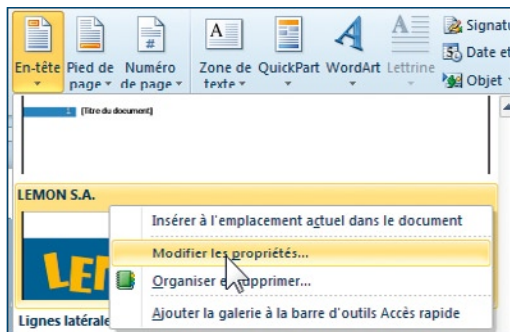 En-tête Pied de page Numéro de page Zone de texte QuickPart WordArt Lettrine
Signatu
Date et
Objet
1 [Titre du document]
LEMON S.A.
LEM
Insérer à l'emplacement actuel dans le document
Modifier les propriétés...
Organiser et supprimer...
Ajouter la galerie à la barre d'outils Accès rapide
Lignes latérale